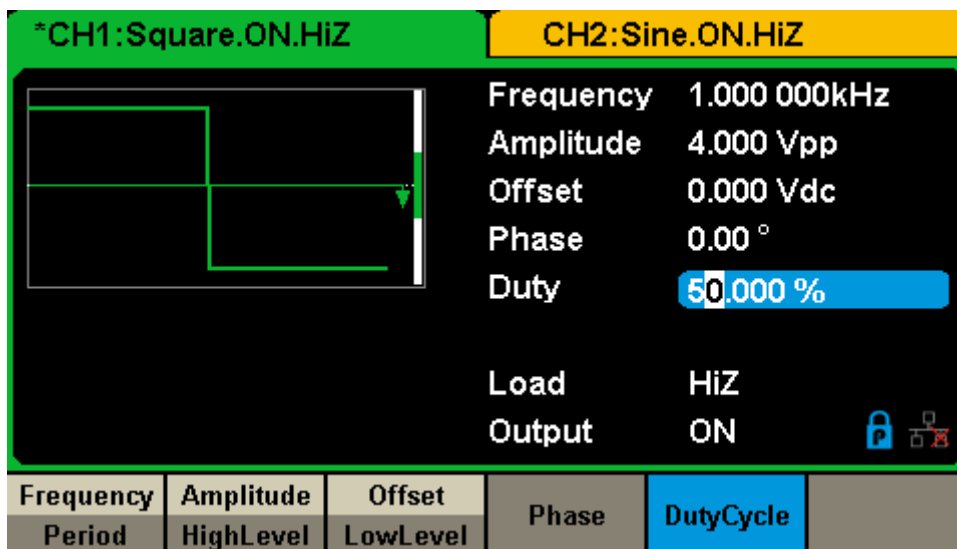 *CH1:Square.ON.HiZ
CH2:Sine.ON.HiZ
Frequency 1.000 000kHz
Amplitude 4.000 Vpp
Offset 0.000 Vdc
Phase 0.00 °
Duty 50.000 %
Load HiZ
Output ON
P
Frequency Amplitude Offset Phase DutyCycle
Period HighLevel LowLevel